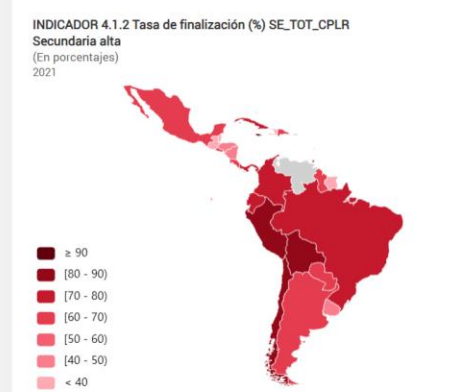 INDICADOR 4.1.2 Tasa de finalización (%) SE_TOT_CPLR
Secundaria alta
(En porcentajes)
2021
≥ 90
[80 - 90)
[70 - 80)
[60 - 70)
[50 - 60)
[40 - 50)
< 40